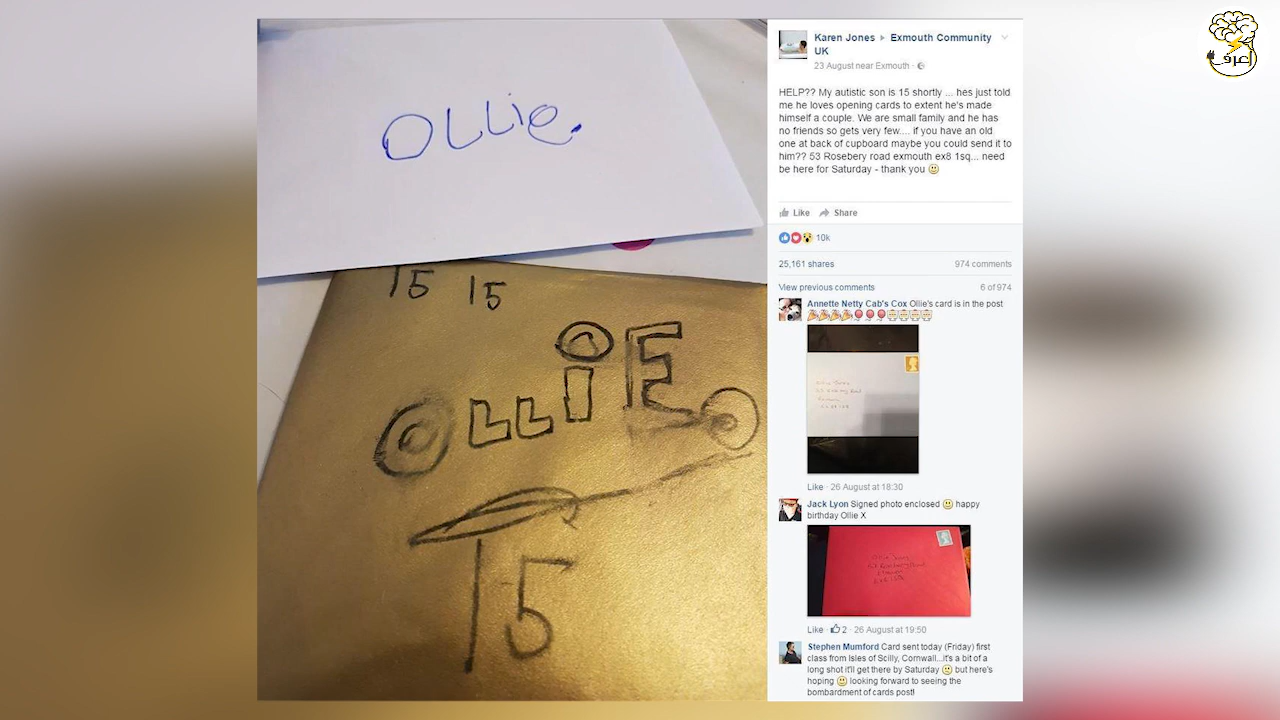 اعرف
Ollie.
15 15
OLLiE
15
Karen Jones ▸ Exmouth Community
UK
23 August near Exmouth ·
HELP?? My autistic son is 15 shortly ... hes just told
me he loves opening cards to extent he's made
himself a couple. We are small family and he has
no friends so gets very few.... if you have an old
one at back of cupboard maybe you could send it to
him?? 53 Rosebery road exmouth ex8 1sq... need
be here for Saturday - thank you 🙂
Like Share
10k
25,161 shares 974 comments
View previous comments 6 of 974
Annette Netty Cab's Cox Ollie's card is in the post
Like · 26 August at 18:30
Jack Lyon Signed photo enclosed 🙂 happy
birthday Ollie X
Like · 2 · 26 August at 19:50
Stephen Mumford Card sent today (Friday) first
class from Isles of Scilly, Cornwall...it's a bit of a
long shot it'll get there by Saturday 🙁 but here's
hoping 🙂 looking forward to seeing the
bombardment of cards post!